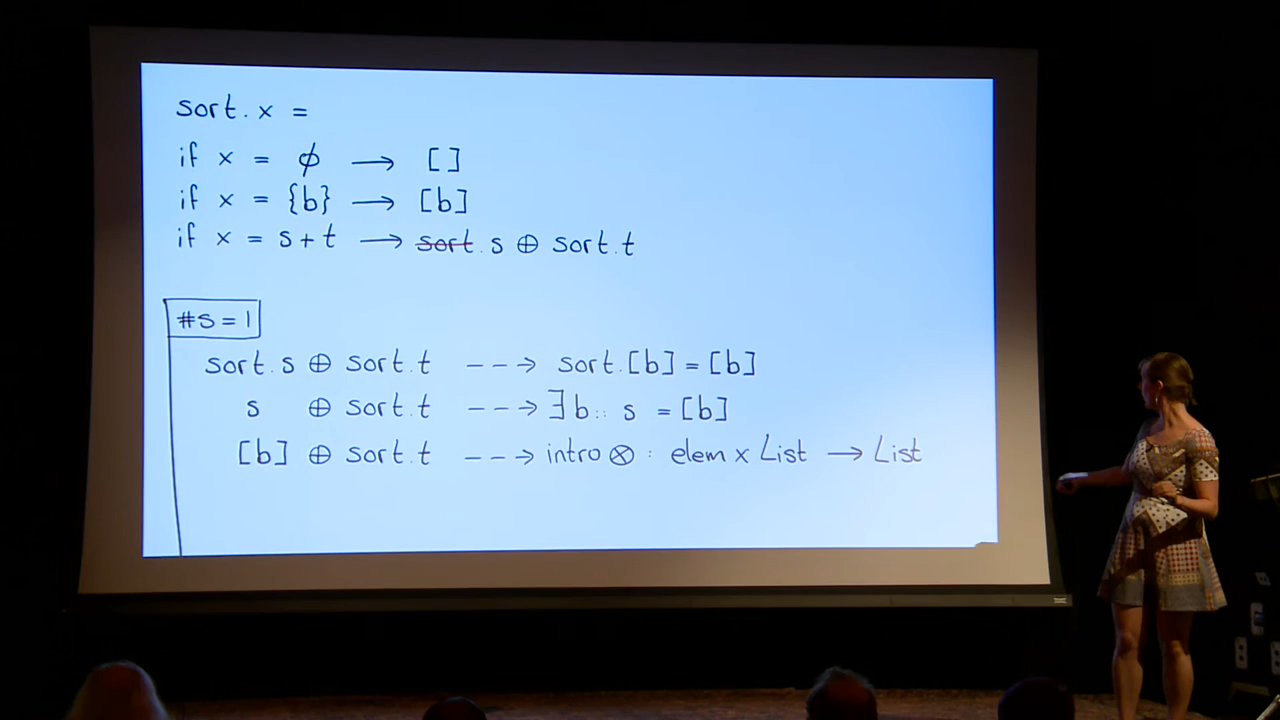 sort.x =
if x = ϕ ⟶ []
if x = {b} ⟶ [b]
if x = s+t ⟶ sort.s ⊕ sort.t
#s=1
sort.s ⊕ sort.t --→ sort.[b]=[b]
s ⊕ sort.t --→ ∃b:: s =[b]
[b] ⊕ sort.t --→ intro⊗: elem x List ⟶ List